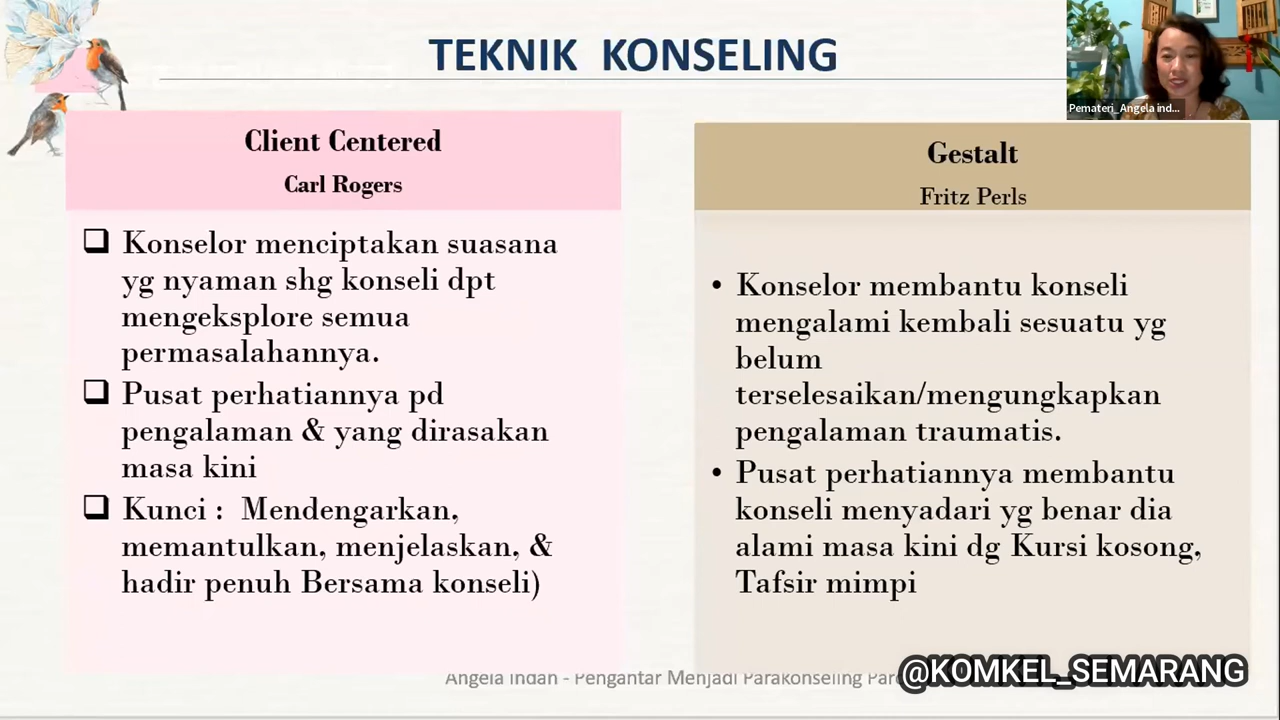 TEKNIK KONSELING
Pemateri_Angela ind...
Client Centered
Carl Rogers
❑ Konselor menciptakan suasana
yg nyaman shg konseli dpt
mengeksplore semua
permasalahannya.
❑ Pusat perhatiannya pd
pengalaman & yang dirasakan
masa kini
❑ Kunci : Mendengarkan,
memantulkan, menjelaskan, &
hadir penuh Bersama konseli)
Gestalt
Fritz Perls
• Konselor membantu konseli
mengalami kembali sesuatu yg
belum
terselesaikan/mengungkapkan
pengalaman traumatis.
• Pusat perhatiannya membantu
konseli menyadari yg benar dia
alami masa kini dg Kursi kosong,
Tafsir mimpi
Angela Indah - Pengantar Menjadi Parakonseling
@KOMKEL_SEMARANG